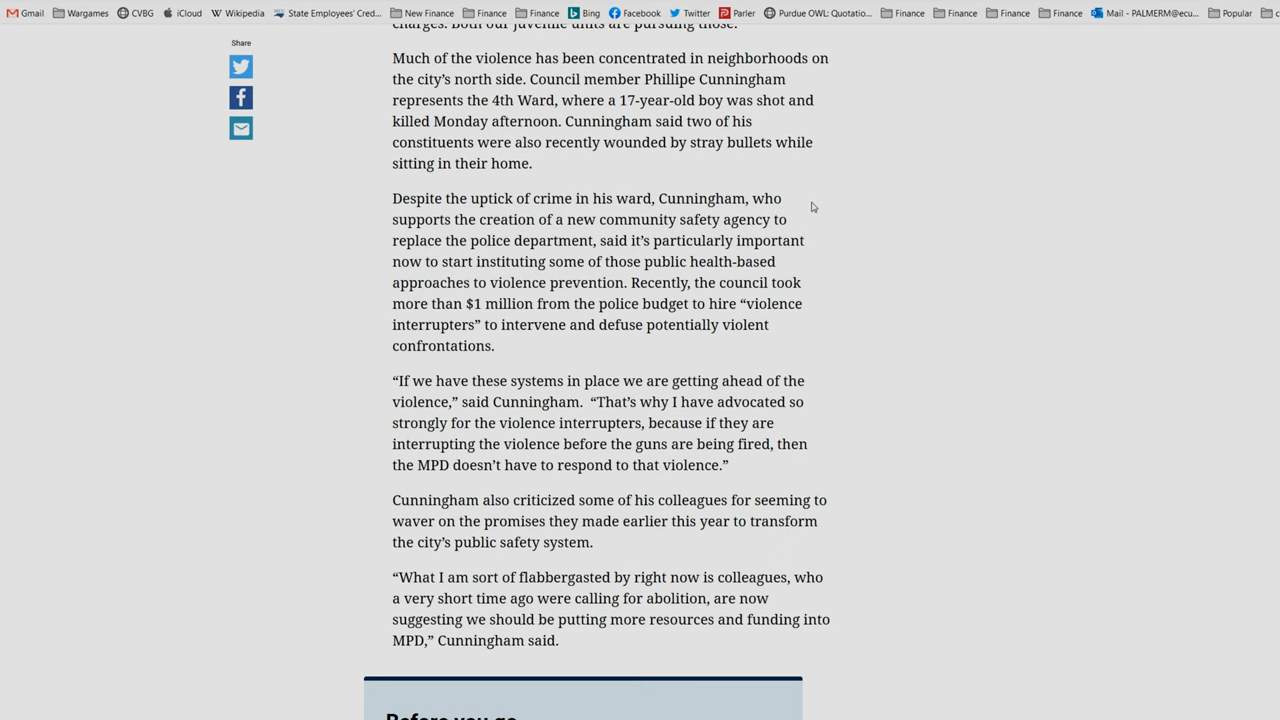 Gmail Wargames CVBG iCloud Wikipedia State Employees' Cred... New Finance Finance Finance Bing Facebook Twitter Parler Purdue OWL: Quotatio... Finance Finance Finance Finance Mail - PALMERM@ecu... Popular
charges. Both our juvenile units are pursuing those.
Share
Much of the violence has been concentrated in neighborhoods on
the city’s north side. Council member Phillipe Cunningham
represents the 4th Ward, where a 17-year-old boy was shot and
killed Monday afternoon. Cunningham said two of his
constituents were also recently wounded by stray bullets while
sitting in their home.
Despite the uptick of crime in his ward, Cunningham, who
supports the creation of a new community safety agency to
replace the police department, said it’s particularly important
now to start instituting some of those public health-based
approaches to violence prevention. Recently, the council took
more than $1 million from the police budget to hire “violence
interrupters” to intervene and defuse potentially violent
confrontations.
“If we have these systems in place we are getting ahead of the
violence,” said Cunningham.  “That’s why I have advocated so
strongly for the violence interrupters, because if they are
interrupting the violence before the guns are being fired, then
the MPD doesn’t have to respond to that violence.”
Cunningham also criticized some of his colleagues for seeming to
waver on the promises they made earlier this year to transform
the city’s public safety system.
“What I am sort of flabbergasted by right now is colleagues, who
a very short time ago were calling for abolition, are now
suggesting we should be putting more resources and funding into
MPD,” Cunningham said.
Before you go